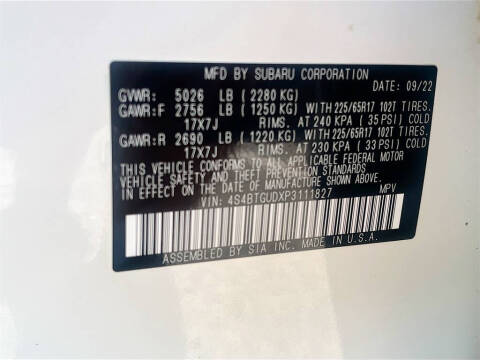 MFD BY SUBARU CORPORATION
DATE: 09/22
GVWR: 5026 LB (2280 KG)
GAWR:F 2756 LB (1250 KG) WITH 225/65R17 102T TIRES.
17X7J RIMS. AT 240 KPA (35 PSI) COLD
GAWR:R 2690 LB (1220 KG) WITH 225/65R17 102T TIRES.
17X7J RIMS. AT 230 KPA (33 PSI) COLD
THIS VEHICLE CONFORMS TO ALL APPLICABLE FEDERAL MOTOR
VEHICLE SAFETY AND THEFT PREVENTION STANDARDS
IN EFFECT ON THE DATE OF MANUFACTURE SHOWN ABOVE.
VIN: 4S4BTGUDXP3111827 MPV
ASSEMBLED BY SIA INC. MADE IN U.S.A.